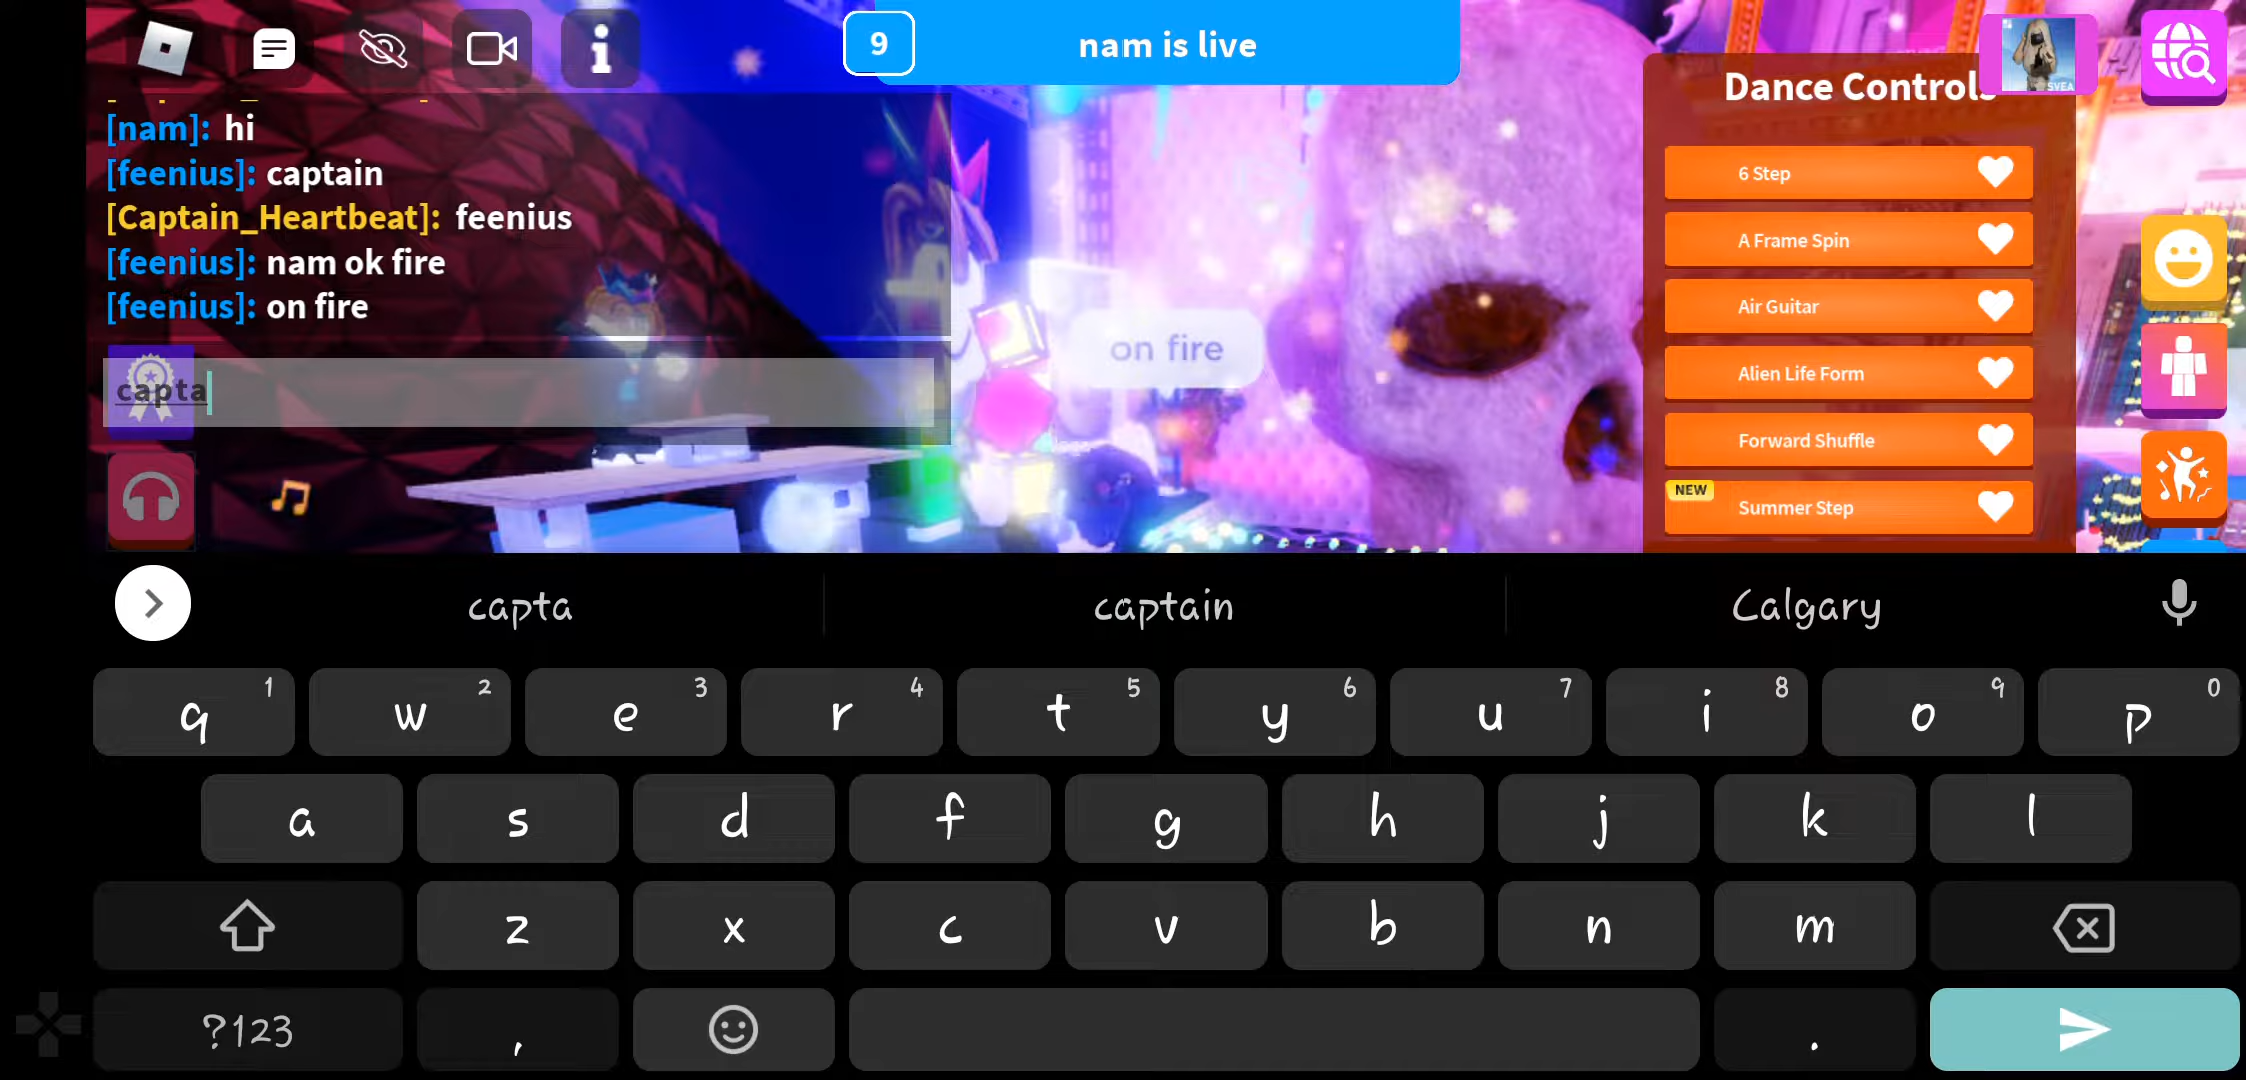 9
nam is live
SVEA
Dance Controls
[nam]: hi
[feenius]: captain
[Captain_Heartbeat]: feenius
[feenius]: nam ok fire
[feenius]: on fire
capta
on fire
6 Step
A Frame Spin
Air Guitar
Alien Life Form
Forward Shuffle
NEW
Summer Step
capta captain Calgary
q 1 w 2 e 3 r 4 t 5 y 6 u 7 i 8 o 9 p 0
a s d f g h j k l
z x c v b n m
?123 , .